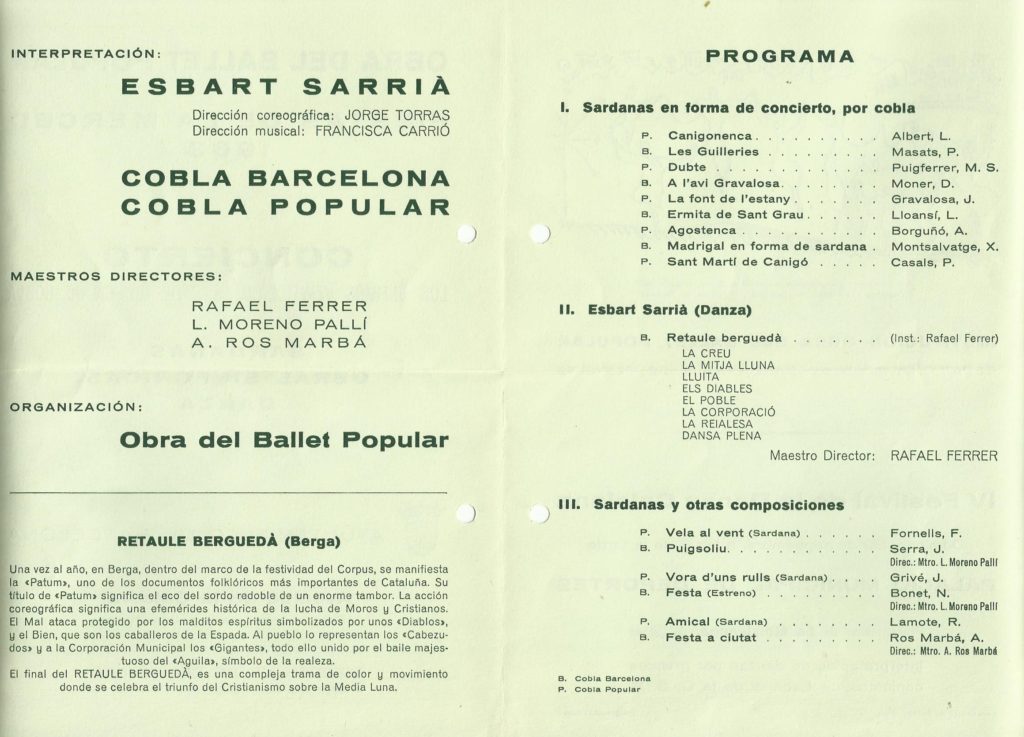 INTERPRETACIÓN:
ESBART SARRIÀ
Dirección coreográfica: JORGE TORRAS
Dirección musical: FRANCISCA CARRIÓ
COBLA BARCELONA
COBLA POPULAR
MAESTROS DIRECTORES:
RAFAEL FERRER
L. MORENO PALLÍ
A. ROS MARBÁ
ORGANIZACIÓN:
Obra del Ballet Popular
RETAULE BERGUEDÀ (Berga)
Una vez al año, en Berga, dentro del marco de la festividad del Corpus, se manifiesta
la «Patum», uno de los documentos folklóricos más importantes de Cataluña. Su
título de «Patum» significa el eco del sordo redoble de un enorme tambor. La acción
coreográfica significa una efemérides histórica de la lucha de Moros y Cristianos.
El Mal ataca protegido por los malditos espíritus simbolizados por unos «Diablos»,
y el Bien, que son los caballeros de la Espada. Al pueblo lo representan los «Cabezu-
dos» y a la Corporación Municipal los «Gigantes», todo ello unido por el baile majes-
tuoso del «Aguila», símbolo de la realeza.
El final del RETAULE BERGUEDÀ, es una compleja trama de color y movimiento
donde se celebra el triunfo del Cristianismo sobre la Media Luna.
PROGRAMA
I. Sardanas en forma de concierto, por cobla
P. Canigonenca . . . . . . . . . . Albert, L.
B. Les Guilleries . . . . . . . . . Masats, P.
P. Dubte . . . . . . . . . . . . . Puigferrer, M. S.
B. A l'avi Gravalosa. . . . . . . . Moner, D.
P. La font de l'estany . . . . . . . Gravalosa, J.
B. Ermita de Sant Grau . . . . . . Lloansí, L.
P. Agostenca . . . . . . . . . . . Borguñó, A.
B. Madrigal en forma de sardana . Montsalvatge, X.
P. Sant Martí de Canigó . . . . . Casals, P.
II. Esbart Sarrià (Danza)
B. Retaule berguedà . . . . . . . (Inst.: Rafael Ferrer)
LA CREU
LA MITJA LLUNA
LLUITA
ELS DIABLES
EL POBLE
LA CORPORACIÓ
LA REIALESA
DANSA PLENA
Maestro Director: RAFAEL FERRER
III. Sardanas y otras composiciones
P. Vela al vent (Sardana) . . . . . . Fornells, F.
B. Puigsoliu. . . . . . . . . . . . Serra, J.
Direc.: Mtro. L. Moreno Pallí
P. Vora d'uns rulls (Sardana) . . . . Grivé, J.
B. Festa (Estreno) . . . . . . . . . Bonet, N.
Direc.: Mtro. L. Moreno Pallí
P. Amical (Sardana) . . . . . . . . Lamote, R.
B. Festa a ciutat . . . . . . . . . Ros Marbá, A.
Direc.: Mtro. A. Ros Marbá
B. Cobla Barcelona
P. Cobla Popular